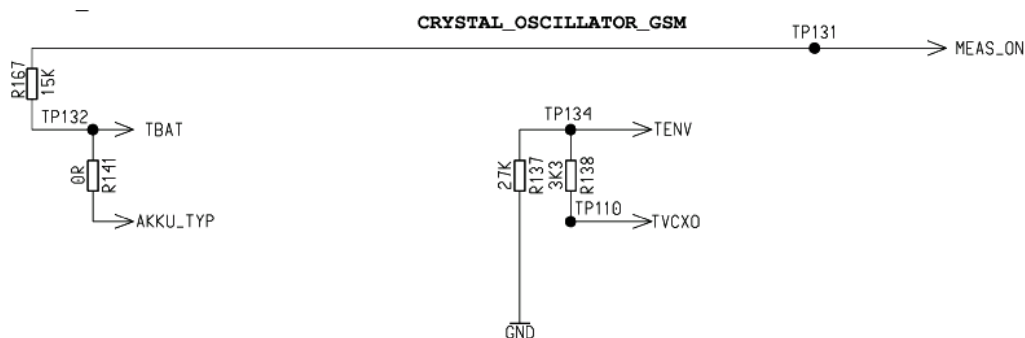 CRYSTAL_OSCILLATOR_GSM
TP131
MEAS_ON
R167
15K
TP132
TBAT
TP134
TENV
0R
R141
27K
R137
3K3
R138
AKKU_TYP
TP110
TVCXO
GND